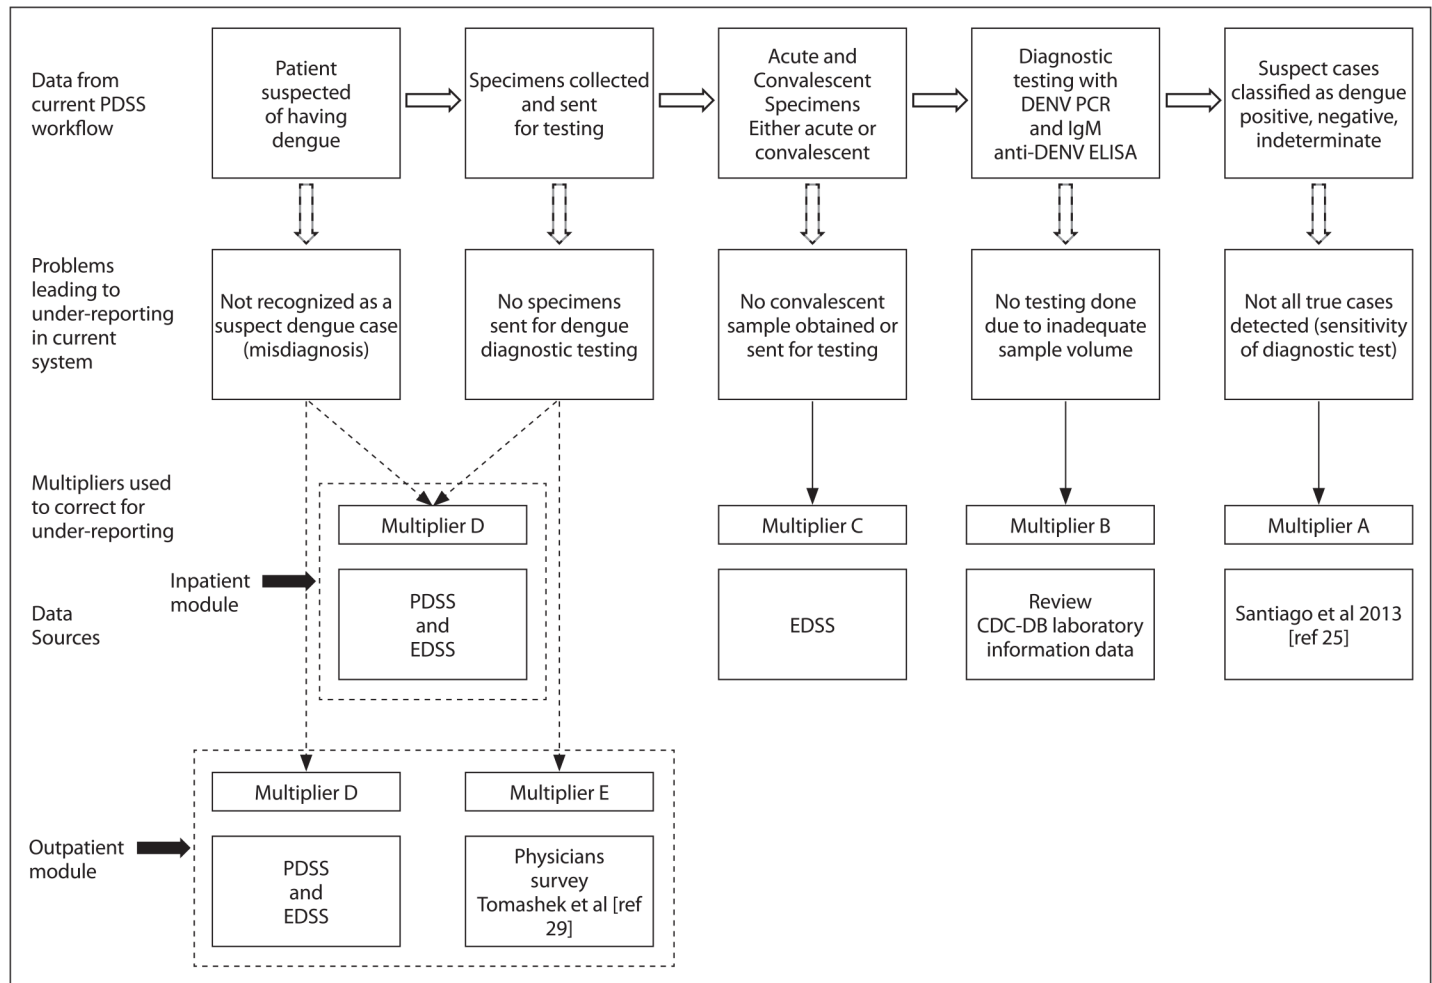 Data from
current PDSS
workflow
Patient
suspected
of having
dengue
Specimens collected
and sent
for testing
Acute and
Convalescent
Specimens
Either acute or
convalescent
Diagnostic
testing with
DENV PCR
and IgM
anti-DENV ELISA
Suspect cases
classified as dengue
positive, negative,
indeterminate
Problems
leading to
under-reporting
in current
system
Not recognized as a
suspect dengue case
(misdiagnosis)
No specimens
sent for dengue
diagnostic testing
No convalescent
sample obtained or
sent for testing
No testing done
due to inadequate
sample volume
Not all true cases
detected (sensitivity
of diagnostic test)
Multipliers used
to correct for
under-reporting
Multiplier D
Multiplier C
Multiplier B
Multiplier A
Inpatient
module
Data
Sources
PDSS
and
EDSS
EDSS
Review
CDC-DB laboratory
information data
Santiago et al 2013
[ref 25]
Multiplier D
Multiplier E
Outpatient
module
PDSS
and
EDSS
Physicians
survey
Tomashek et al [ref
29]